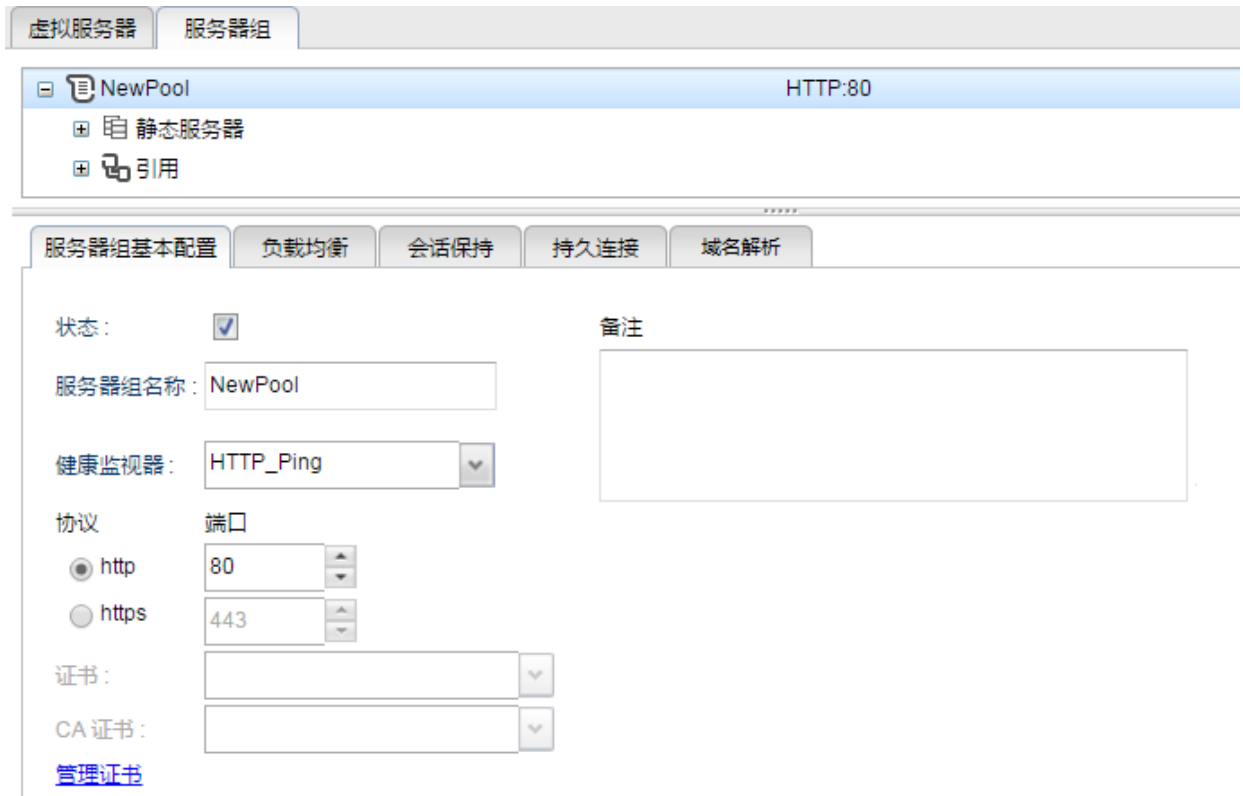 虚拟服务器 服务器组
NewPool HTTP:80
静态服务器
引用
服务器组基本配置 负载均衡 会话保持 持久连接 域名解析
状态 : 备注
服务器组名称 : NewPool
健康监视器 : HTTP_Ping
协议 端口
http 80
https 443
证书 :
CA 证书 :
管理证书